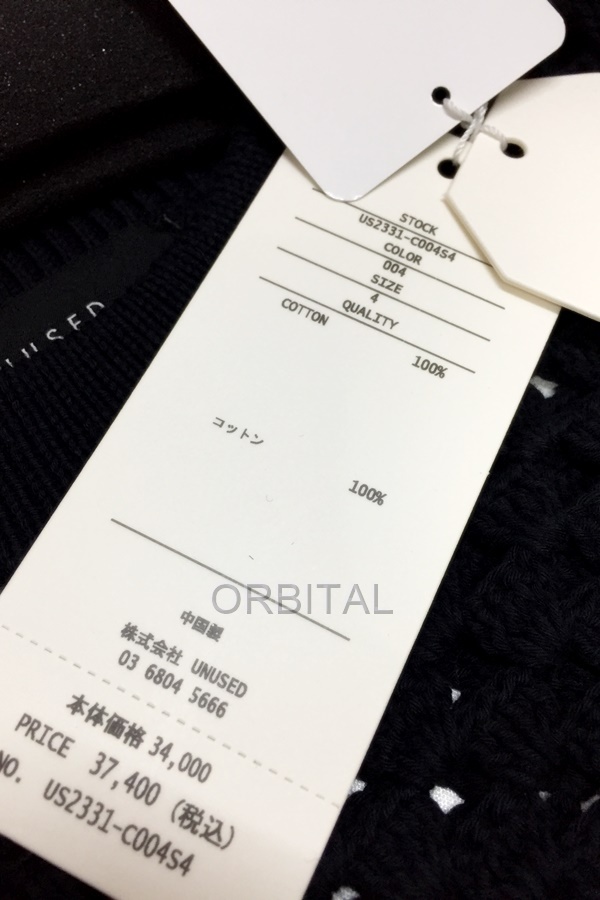 STOCK
US2331-C004S4
COLOR
004
SIZE
4
QUALITY
COTTON
100%
コットン
100%
中国製
株式会社 UNUSED
03 6804 5666
本体価格 34,000
PRICE 37,400 (税込)
NO. US2331-C004S4
UNUSED
ORBITAL